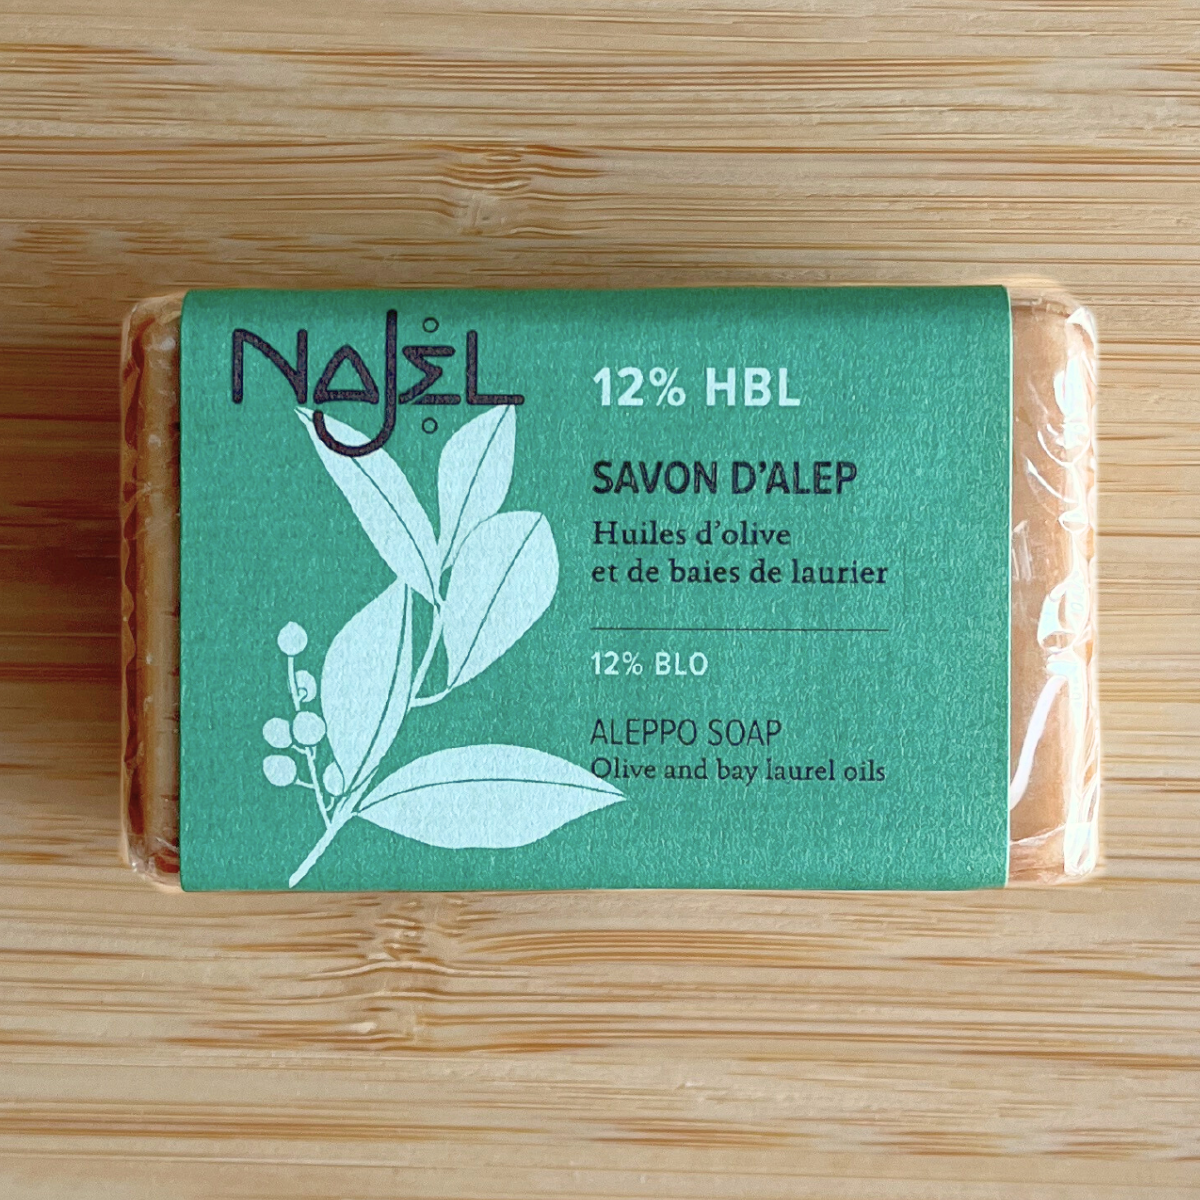 NAJEL
12% HBL
SAVON D'ALEP
Huiles d'olive
et de baies de laurier
12% BLO
ALEPPO SOAP
Olive and bay laurel oils